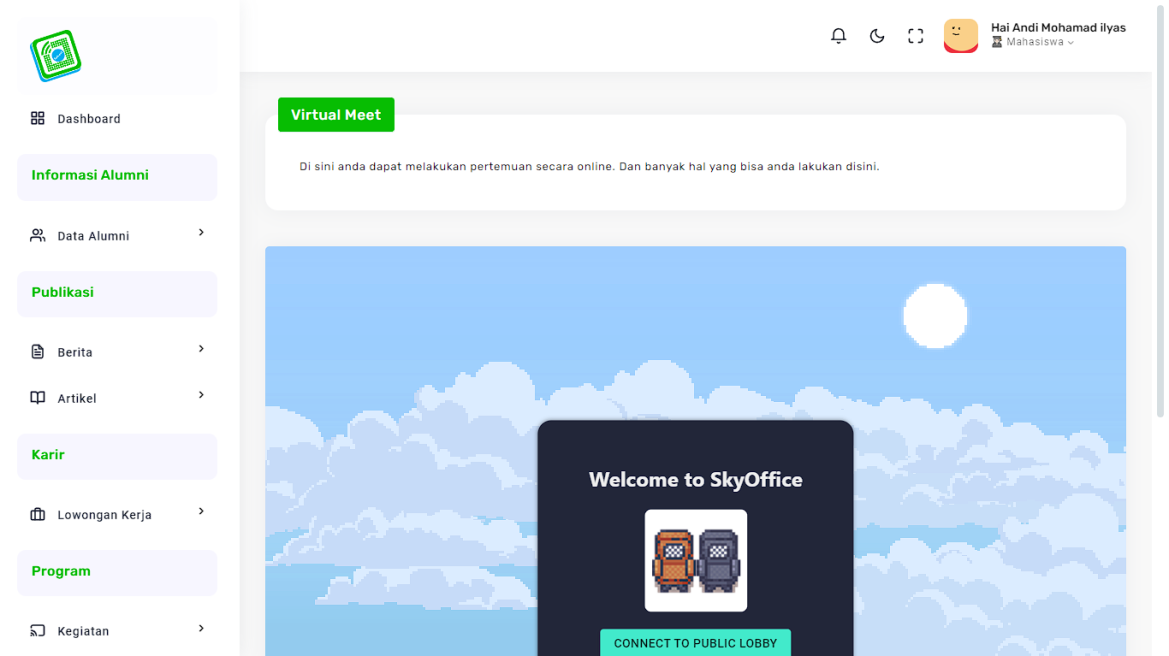 Hai Andi Mohamad ilyas
Mahasiswa
Dashboard
Informasi Alumni
Data Alumni
Publikasi
Berita
Artikel
Karir
Lowongan Kerja
Program
Kegiatan
Virtual Meet
Di sini anda dapat melakukan pertemuan secara online. Dan banyak hal yang bisa anda lakukan disini.
Welcome to SkyOffice
CONNECT TO PUBLIC LOBBY